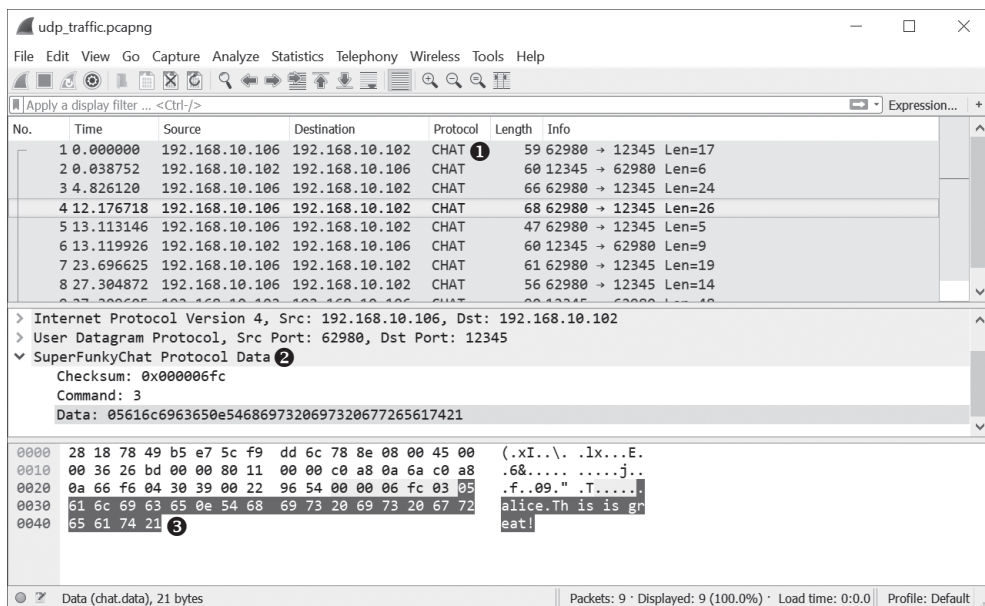 udp_traffic.pcapng
File Edit View Go Capture Analyze Statistics Telephony Wireless Tools Help
Apply a display filter ... <Ctrl-/> Expression... +
No. Time Source Destination Protocol Length Info
1 0.000000 192.168.10.106 192.168.10.102 CHAT ❶ 59 62980 → 12345 Len=17
2 0.038752 192.168.10.102 192.168.10.106 CHAT 60 12345 → 62980 Len=6
3 4.826120 192.168.10.106 192.168.10.102 CHAT 66 62980 → 12345 Len=24
4 12.176718 192.168.10.106 192.168.10.102 CHAT 68 62980 → 12345 Len=26
5 13.113146 192.168.10.106 192.168.10.102 CHAT 47 62980 → 12345 Len=5
6 13.119926 192.168.10.102 192.168.10.106 CHAT 60 12345 → 62980 Len=9
7 23.696625 192.168.10.106 192.168.10.102 CHAT 61 62980 → 12345 Len=19
8 27.304872 192.168.10.106 192.168.10.102 CHAT 56 62980 → 12345 Len=14
> Internet Protocol Version 4, Src: 192.168.10.106, Dst: 192.168.10.102
> User Datagram Protocol, Src Port: 62980, Dst Port: 12345
SuperFunkyChat Protocol Data ❷
Checksum: 0x000006fc
Command: 3
Data: 05616c6963650e5468697320697320677265617421
0000 28 18 78 49 b5 e7 5c f9 dd 6c 78 8e 08 00 45 00 (.xI..\. .lx...E.
0010 00 36 26 bd 00 00 80 11 00 00 c0 a8 0a 6a c0 a8 .6&..... .....j..
0020 0a 66 f6 04 30 39 00 22 96 54 00 00 06 fc 03 05 .f..09." .T......
0030 61 6c 69 63 65 0e 54 68 69 73 20 69 73 20 67 72 alice.Th is is gr
0040 65 61 74 21 ❸ eat!
Data (chat.data), 21 bytes Packets: 9 · Displayed: 9 (100.0%) · Load time: 0:0.0 Profile: Default